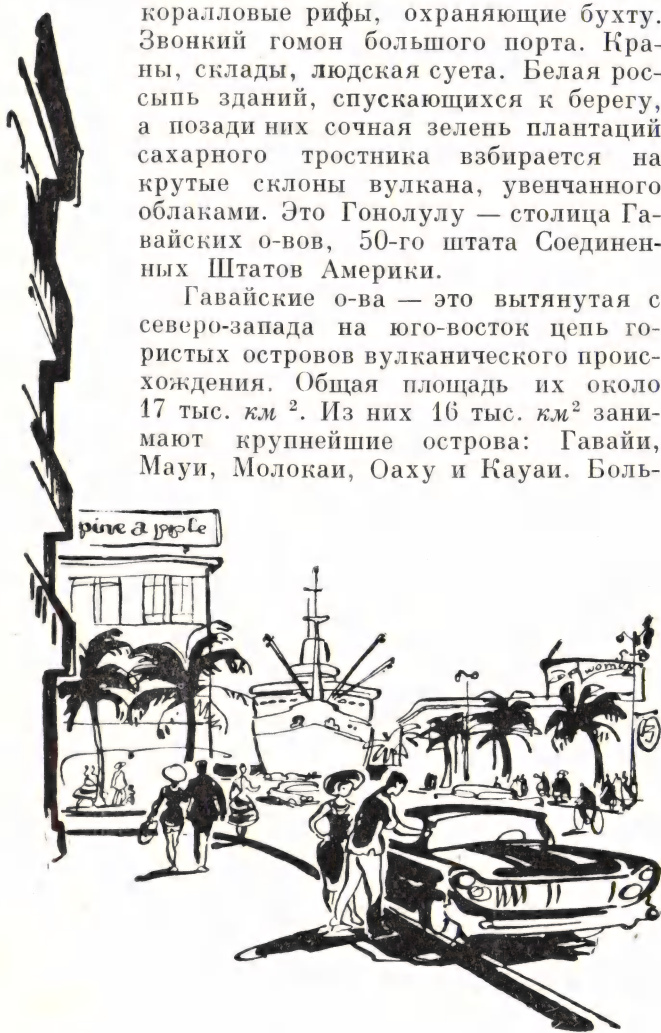 коралловые рифы, охраняющие бухту.
Звонкий гомон большого порта. Кра-
ны, склады, людская суета. Белая рос-
сыпь зданий, спускающихся к берегу,
а позади них сочная зелень плантаций
сахарного тростника взбирается на
крутые склоны вулкана, увенчанного
облаками. Это Гонолулу — столица Га-
вайских о-вов, 50-го штата Соединен-
ных Штатов Америки.
Гавайские о-ва — это вытянутая с
северо-запада на юго-восток цепь го-
ристых островов вулканического проис-
хождения. Общая площадь их около
17 тыс. км ². Из них 16 тыс. км² зани-
мают крупнейшие острова: Гавайи,
Мауи, Молокаи, Оаху и Кауаи. Боль-
pine apple